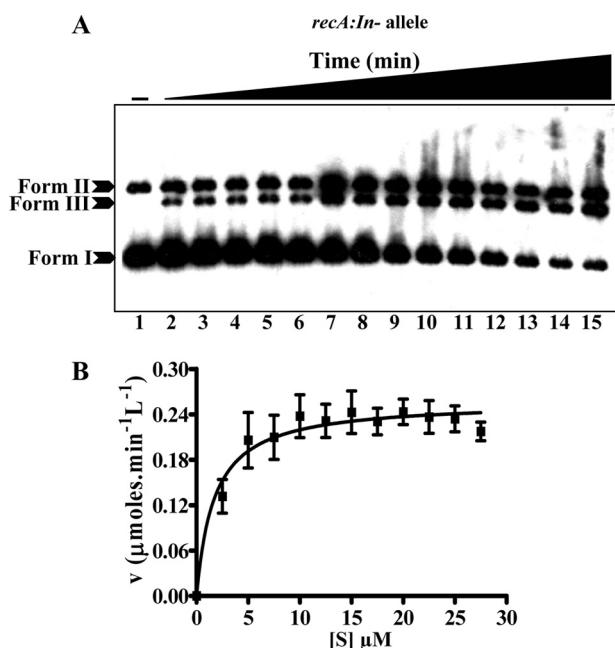 A
recA:In- allele
Time (min)
–
Form II
Form III
Form I
1 2 3 4 5 6 7 8 9 10 11 12 13 14 15
B
0.30
0.24
0.18
0.12
0.06
0.00
v (µmoles.min⁻¹L⁻¹)
0 5 10 15 20 25 30
[S] µM